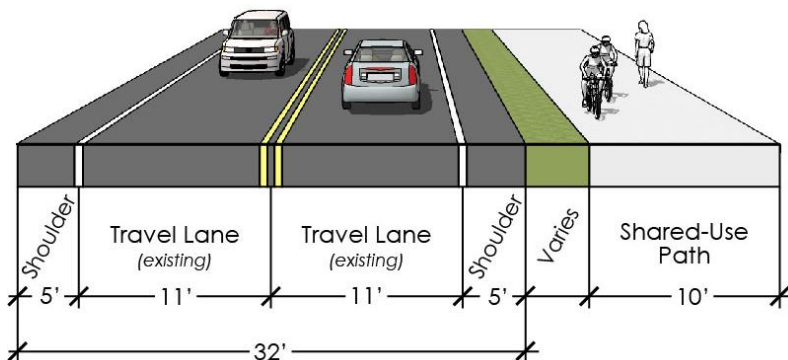 Shoulder
Travel Lane
(existing)
Travel Lane
(existing)
Shoulder
Varies
Shared-Use
Path
5'
11'
11'
5'
10'
32'